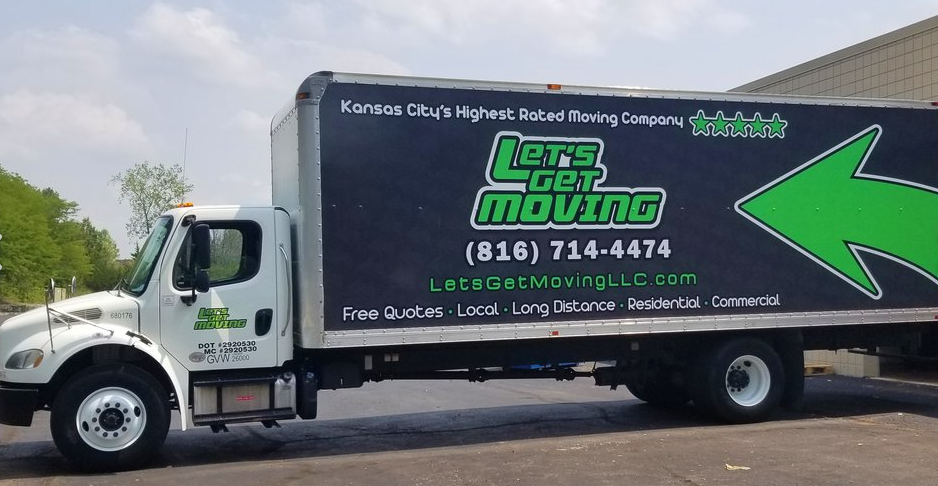 Kansas City's Highest Rated Moving Company
LET'S
GET
MOVING
(816) 714-4474
LetsGetMovingLLC.com
Free Quotes · Local · Long Distance · Residential · Commercial
680176
LET'S
GET
MOVING
DOT #2920530
MC #2920530
GVW 26000